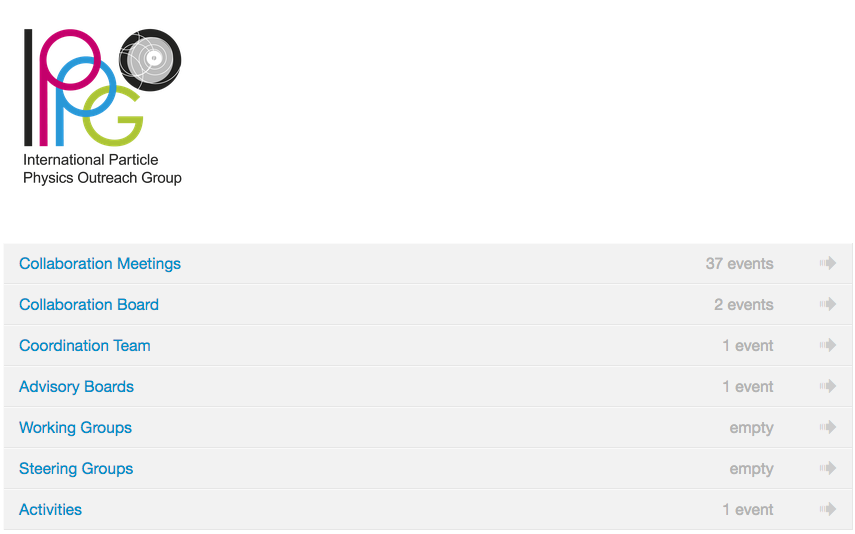 IPPOG
International Particle
Physics Outreach Group
Collaboration Meetings 37 events
Collaboration Board 2 events
Coordination Team 1 event
Advisory Boards 1 event
Working Groups empty
Steering Groups empty
Activities 1 event